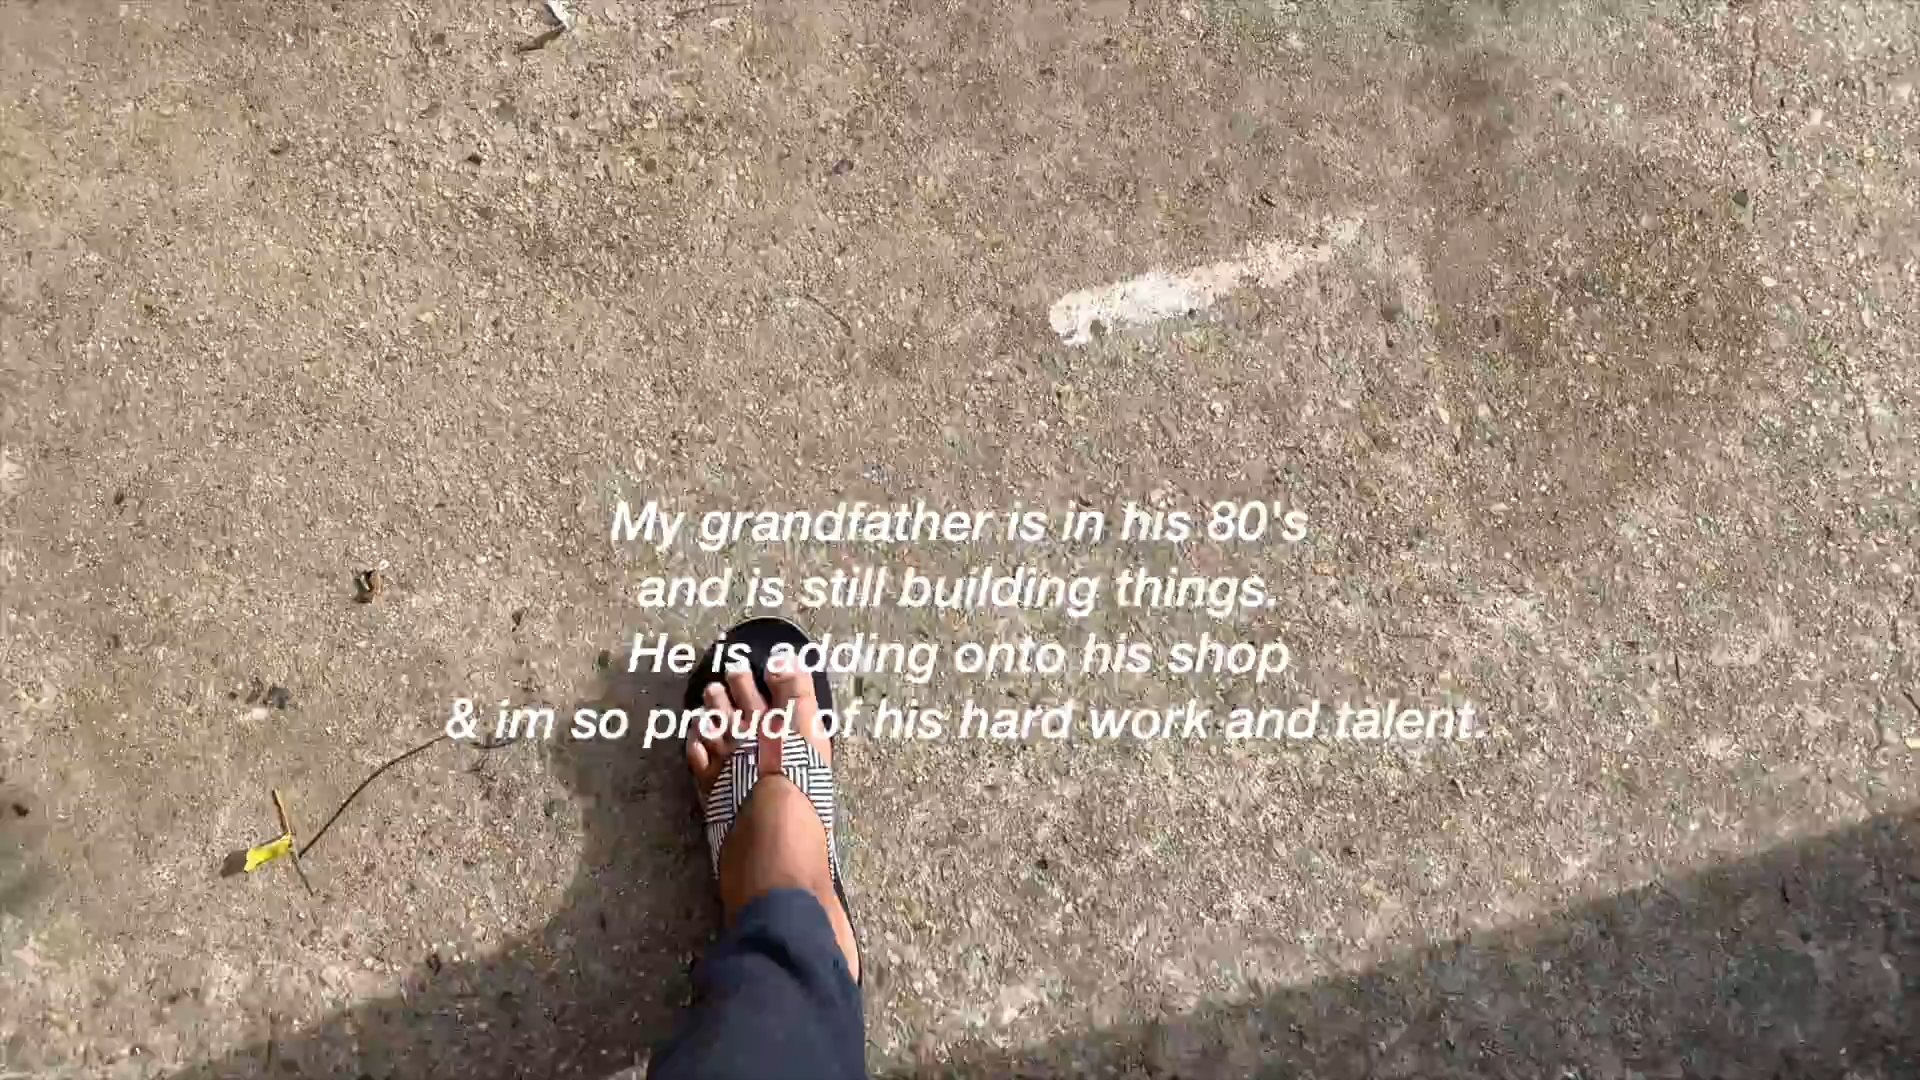 My grandfather is in his 80's
and is still building things.
He is adding onto his shop
& im so proud of his hard work and talent.